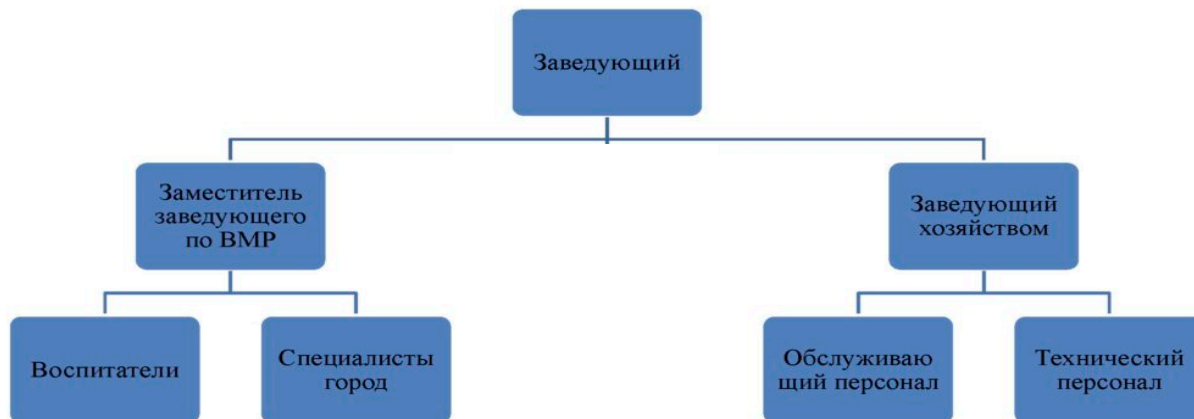 Заведующий
Заместитель
заведующего
по ВМР
Заведующий
хозяйством
Воспитатели
Специалисты
город
Обслуживаю
щий персонал
Технический
персонал